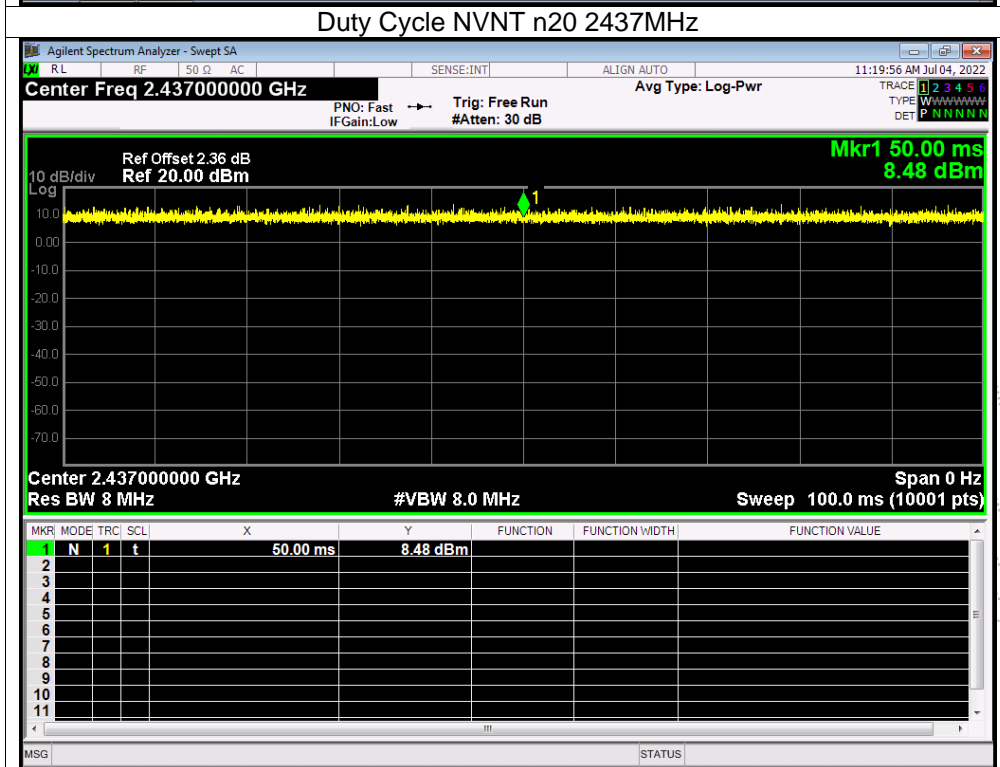 Duty Cycle NVNT n20 2437MHz
Agilent Spectrum Analyzer - Swept SA
LXI RL RF 50 Ω AC SENSE:INT ALIGN AUTO 11:19:56 AM Jul 04, 2022
Center Freq 2.437000000 GHz Avg Type: Log-Pwr TRACE 1 2 3 4 5 6
PNO: Fast Trig: Free Run TYPE WWWWWW
IFGain:Low #Atten: 30 dB DET P N N N N N
Mkr1 50.00 ms
Ref Offset 2.36 dB
10 dB/div Ref 20.00 dBm 8.48 dBm
Log
1
10.0
0.00
-10.0
-20.0
-30.0
-40.0
-50.0
-60.0
-70.0
Center 2.437000000 GHz Span 0 Hz
Res BW 8 MHz #VBW 8.0 MHz Sweep 100.0 ms (10001 pts)
MKR MODE TRC SCL X Y FUNCTION FUNCTION WIDTH FUNCTION VALUE
1 N 1 t 50.00 ms 8.48 dBm
2
3
4
5
6
7
8
9
10
11
MSG STATUS